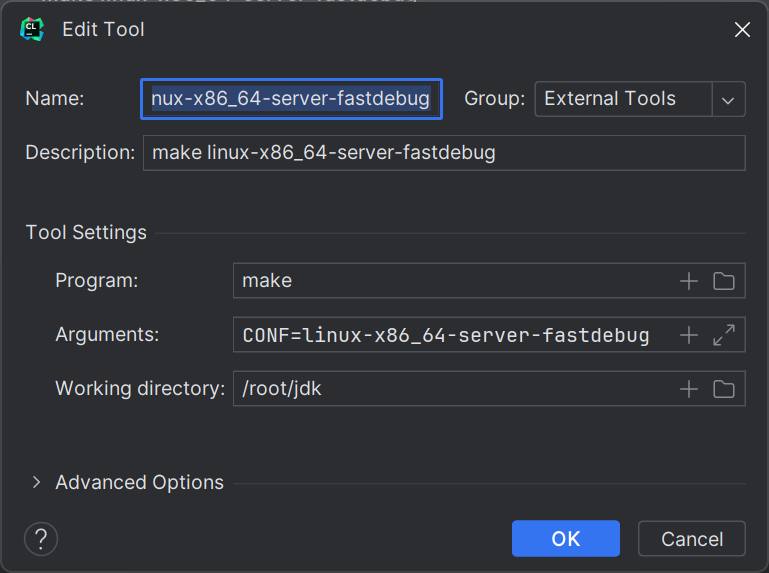 CL
Edit Tool
Name: nux-x86_64-server-fastdebug Group: External Tools
Description: make linux-x86_64-server-fastdebug
Tool Settings
Program: make
Arguments: CONF=linux-x86_64-server-fastdebug
Working directory: /root/jdk
Advanced Options
? OK Cancel